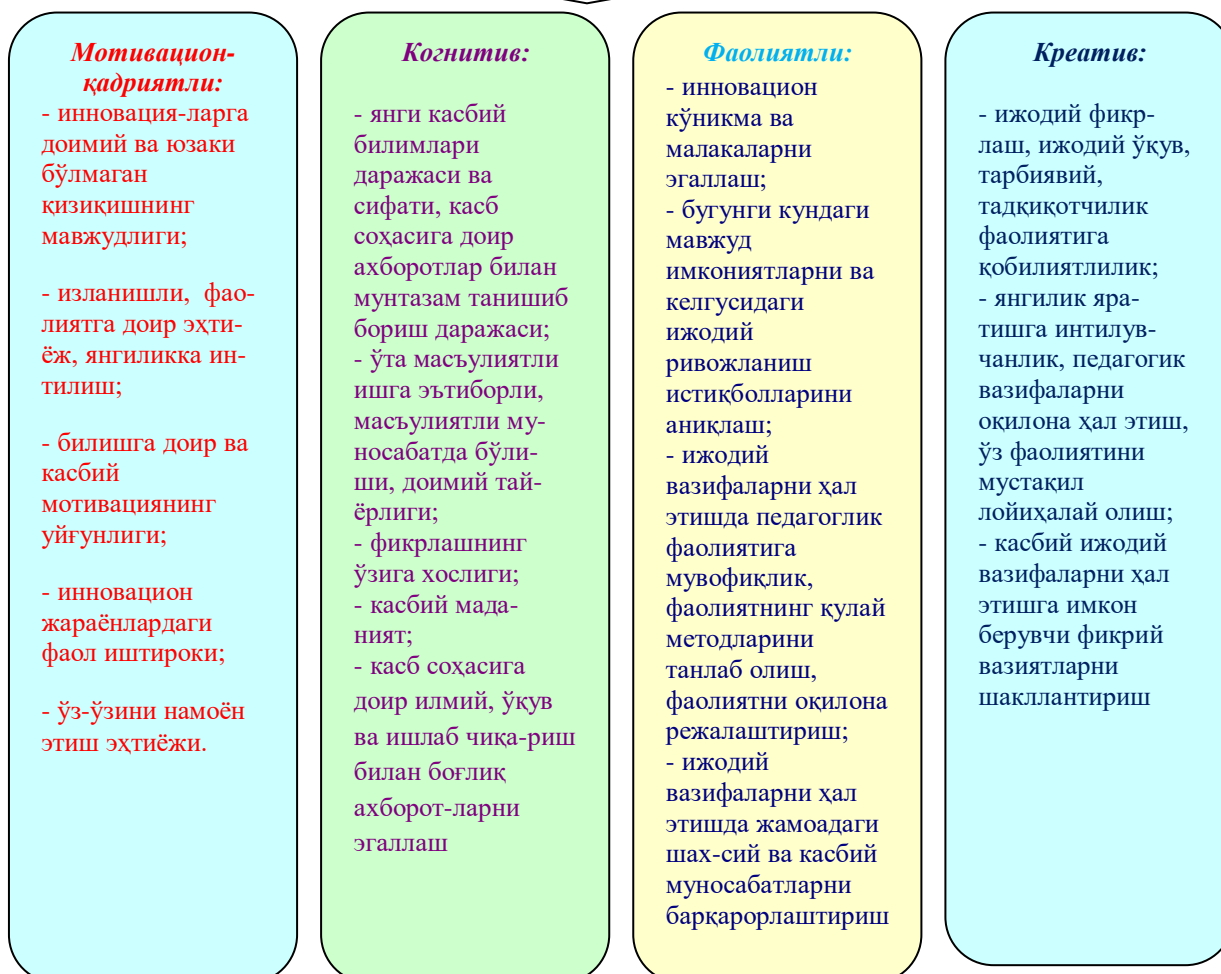 Мотивацион-
қадриятли:
- инновация-ларга
доимий ва юзаки
бўлмаган
қизиқишнинг
мавжудлиги;
- изланишли, фао-
лиятга доир эҳти-
ёж, янгиликка ин-
тилиш;
- билишга доир ва
касбий
мотивациянинг
уйғунлиги;
- инновацион
жараёнлардаги
фаол иштироки;
- ўз-ўзини намоён
этиш эҳтиёжи.
Когнитив:
- янги касбий
билимлари
даражаси ва
сифати, касб
соҳасига доир
ахборотлар билан
мунтазам танишиб
бориш даражаси;
- ўта масъулиятли
ишга эътиборли,
масъулиятли му-
носабатда бўли-
ши, доимий тай-
ёрлиги;
- фикрлашнинг
ўзига хослиги;
- касбий мада-
ният;
- касб соҳасига
доир илмий, ўқув
ва ишлаб чиқа-риш
билан боғлиқ
ахборот-ларни
эгаллаш
Фаолиятли:
- инновацион
кўникма ва
малакаларни
эгаллаш;
- бугунги кундаги
мавжуд
имкониятларни ва
келгусидаги
ижодий
ривожланиш
истиқболларини
аниқлаш;
- ижодий
вазифаларни ҳал
этишда педагоглик
фаолиятига
мувофиқлик,
фаолиятнинг қулай
методларини
танлаб олиш,
фаолиятни оқилона
режалаштириш;
- ижодий
вазифаларни ҳал
этишда жамоадаги
шах-сий ва касбий
муносабатларни
барқарорлаштириш
Креатив:
- ижодий фикр-
лаш, ижодий ўқув,
тарбиявий,
тадқиқотчилик
фаолиятига
қобилиятлилик;
- янгилик яра-
тишга интилув-
чанлик, педагогик
вазифаларни
оқилона ҳал этиш,
ўз фаолиятини
мустақил
лойиҳалай олиш;
- касбий ижодий
вазифаларни ҳал
этишга имкон
берувчи фикрий
вазиятларни
шакллантириш